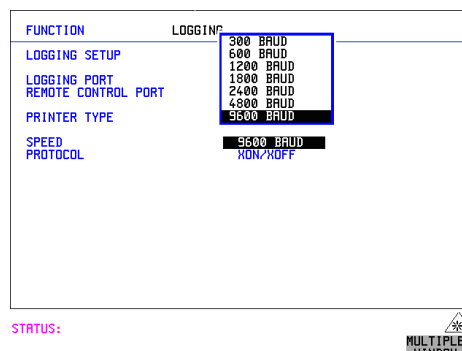 FUNCTION LOGGING
300 BAUD
LOGGING SETUP 600 BAUD
1200 BAUD
LOGGING PORT 1800 BAUD
REMOTE CONTROL PORT 2400 BAUD
4800 BAUD
PRINTER TYPE 9600 BAUD
SPEED 9600 BAUD
PROTOCOL XON/XOFF
STATUS:
MULTIPLE
WINDOW